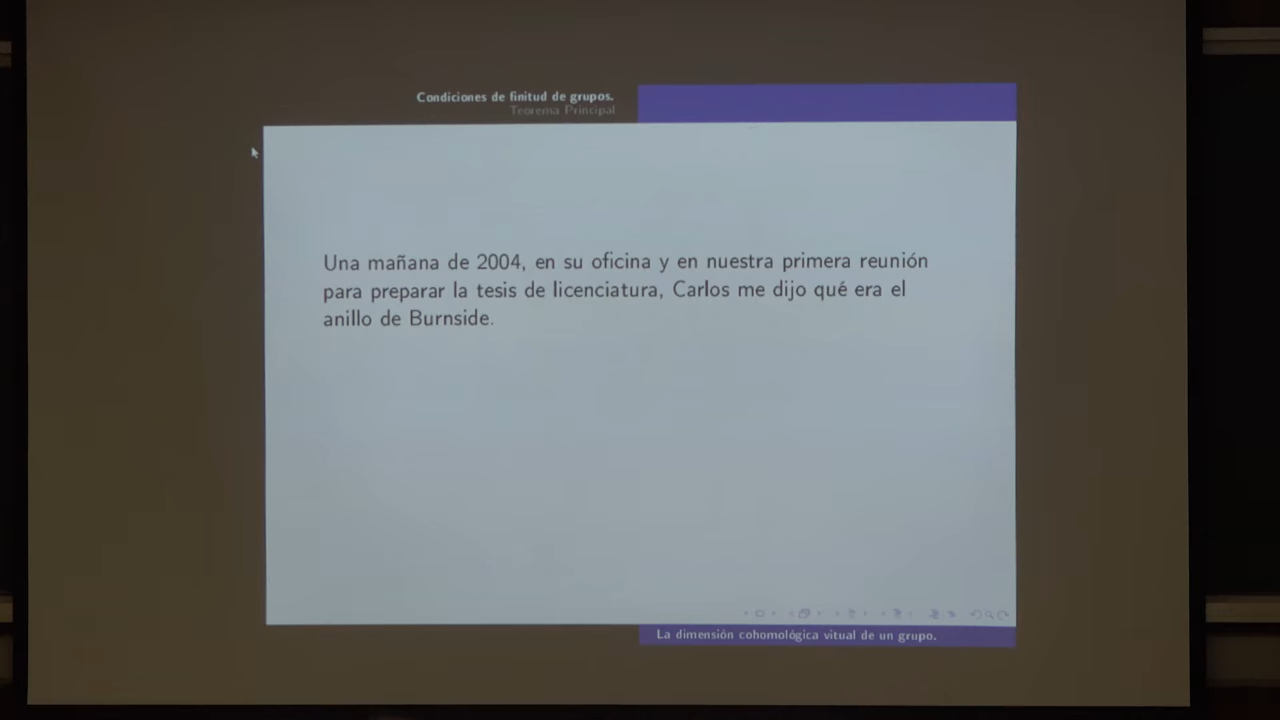 Condiciones de finitud de grupos.
Teorema Principal
Una mañana de 2004, en su oficina y en nuestra primera reunión
para preparar la tesis de licenciatura, Carlos me dijo qué era el
anillo de Burnside.
La dimensión cohomológica vitual de un grupo.